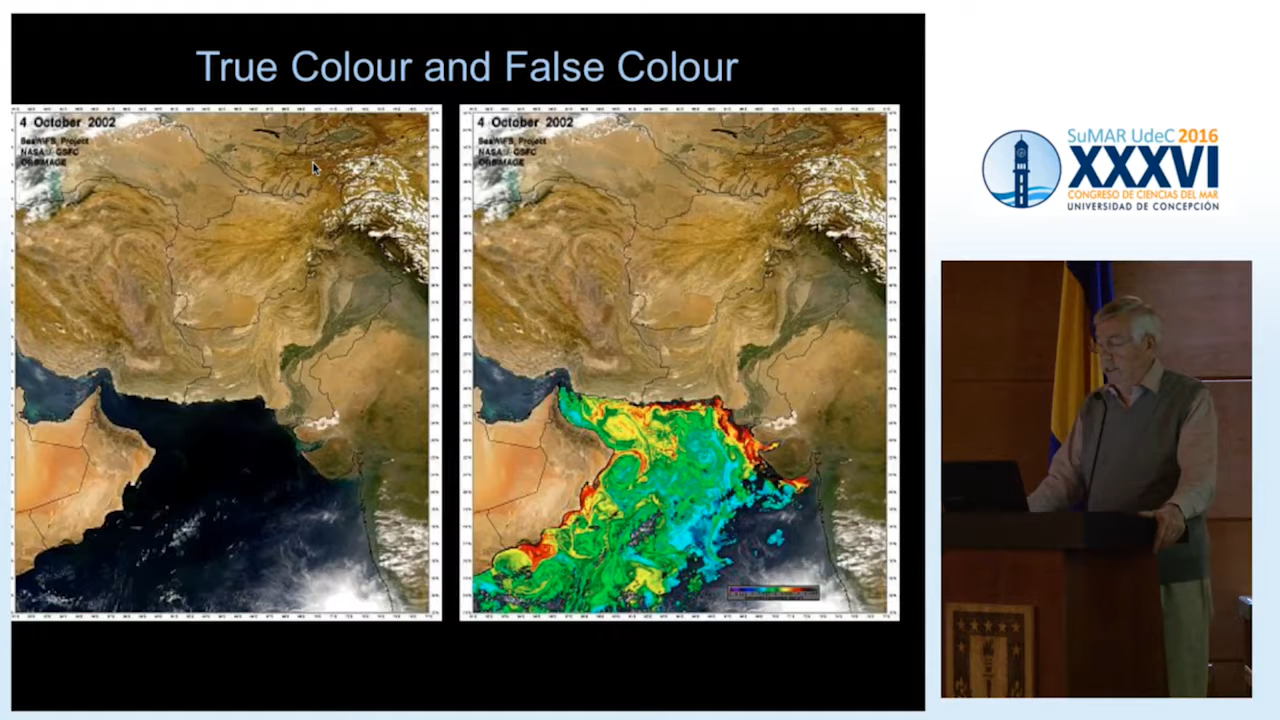 True Colour and False Colour
4 October 2002
SeaWiFS Project
NASA / GSFC
ORBIMAGE
4 October 2002
SeaWiFS Project
NASA / GSFC
ORBIMAGE
SuMAR UdeC 2016
XXXVI
CONGRESO DE CIENCIAS DEL MAR
UNIVERSIDAD DE CONCEPCIÓN